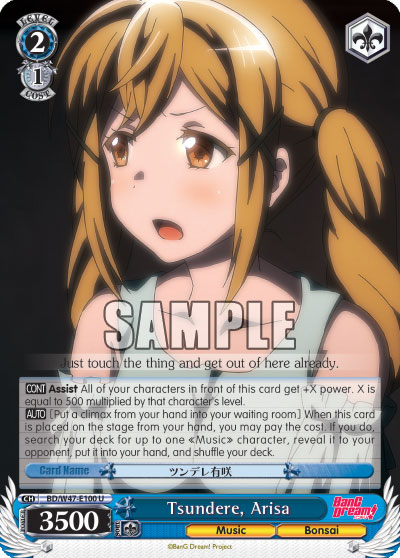 LEVEL
2
1
COST
SAMPLE
Just touch the thing and get out of here already.
CONT Assist All of your characters in front of this card get +X power. X is
equal to 500 multiplied by that character's level.
AUTO [Put a climax from your hand into your waiting room] When this card
is placed on the stage from your hand, you may pay the cost. If you do,
search your deck for up to one «Music» character, reveal it to your
opponent, put it into your hand, and shuffle your deck.
Card Name
ツンデレ有咲
CH BD/W47-E100 U
Tsundere, Arisa
BanG Dream!
POWER
3500
SOUL
Music
Bonsai
©BanG Dream! Project